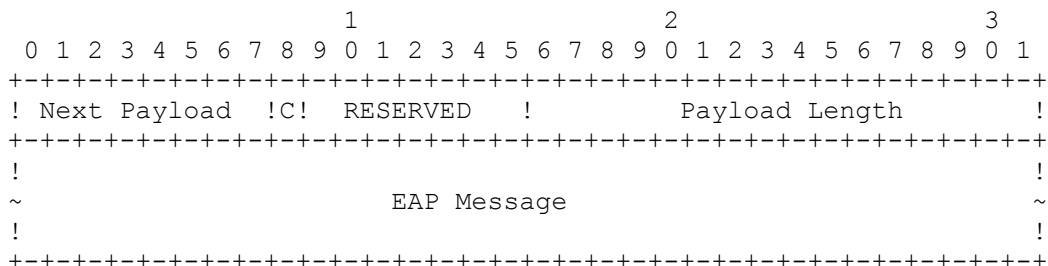 1                   2                   3
 0 1 2 3 4 5 6 7 8 9 0 1 2 3 4 5 6 7 8 9 0 1 2 3 4 5 6 7 8 9 0 1
+-+-+-+-+-+-+-+-+-+-+-+-+-+-+-+-+-+-+-+-+-+-+-+-+-+-+-+-+-+-+-+-+
! Next Payload  !C!  RESERVED   !         Payload Length        !
+-+-+-+-+-+-+-+-+-+-+-+-+-+-+-+-+-+-+-+-+-+-+-+-+-+-+-+-+-+-+-+-+
!                                                               !
~                       EAP Message                             ~
!                                                               !
+-+-+-+-+-+-+-+-+-+-+-+-+-+-+-+-+-+-+-+-+-+-+-+-+-+-+-+-+-+-+-+-+